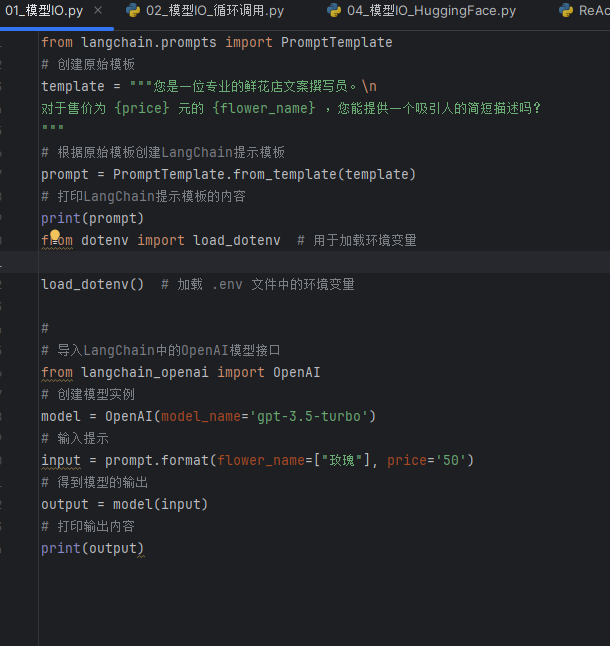 01_模型IO.py × 02_模型IO_循环调用.py 04_模型IO_HuggingFace.py ReAc
from langchain.prompts import PromptTemplate
# 创建原始模板
template = """您是一位专业的鲜花店文案撰写员。\n
对于售价为 {price} 元的 {flower_name} ，您能提供一个吸引人的简短描述吗？
"""
# 根据原始模板创建LangChain提示模板
prompt = PromptTemplate.from_template(template)
# 打印LangChain提示模板的内容
print(prompt)
from dotenv import load_dotenv  # 用于加载环境变量
load_dotenv()  # 加载 .env 文件中的环境变量
#
# 导入LangChain中的OpenAI模型接口
from langchain_openai import OpenAI
# 创建模型实例
model = OpenAI(model_name='gpt-3.5-turbo')
# 输入提示
input = prompt.format(flower_name=["玫瑰"], price='50')
# 得到模型的输出
output = model(input)
# 打印输出内容
print(output)